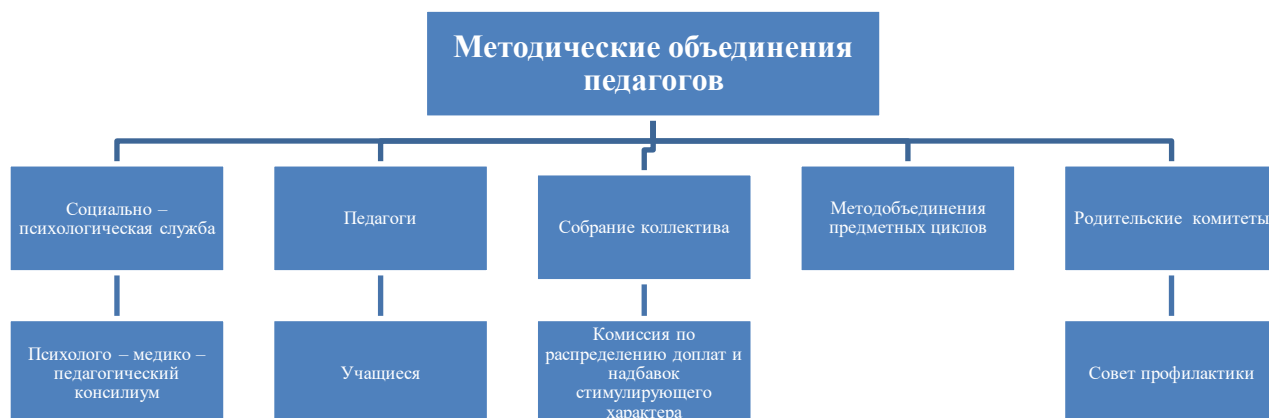 Методические объединения
педагогов
Социально –
психологическая служба
Педагоги
Собрание коллектива
Методобъединения
предметных циклов
Родительские комитеты
Психолого – медико –
педагогический
консилиум
Учащиеся
Комиссия по
распределению доплат и
надбавок
стимулирующего
характера
Совет профилактики